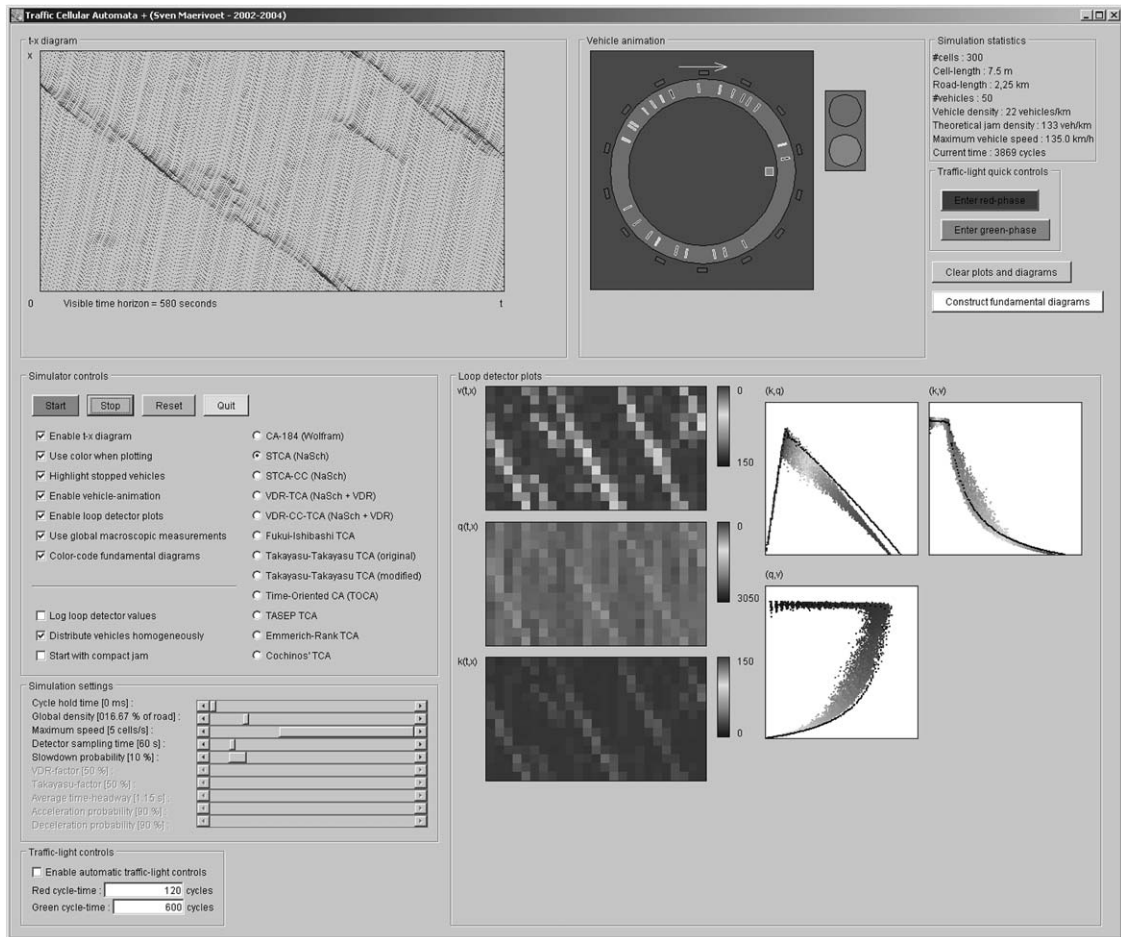 Traffic Cellular Automata + (Sven Maerivoet - 2002-2004)
t-x diagram
x
0
Visible time horizon = 580 seconds
t
Vehicle animation
Simulation statistics
#cells : 300
Cell-length : 7.5 m
Road-length : 2,25 km
#vehicles : 50
Vehicle density : 22 vehicles/km
Theoretical jam density : 133 veh/km
Maximum vehicle speed : 135.0 km/h
Current time : 3869 cycles
Traffic-light quick controls
Enter red-phase
Enter green-phase
Clear plots and diagrams
Construct fundamental diagrams
Simulator controls
Start Stop Reset Quit
Enable t-x diagram
Use color when plotting
Highlight stopped vehicles
Enable vehicle-animation
Enable loop detector plots
Use global macroscopic measurements
Color-code fundamental diagrams
Log loop detector values
Distribute vehicles homogeneously
Start with compact jam
CA-184 (Wolfram)
STCA (NaSch)
STCA-CC (NaSch)
VDR-TCA (NaSch + VDR)
VDR-CC-TCA (NaSch + VDR)
Fukui-Ishibashi TCA
Takayasu-Takayasu TCA (original)
Takayasu-Takayasu TCA (modified)
Time-Oriented CA (TOCA)
TASEP TCA
Emmerich-Rank TCA
Cochinos' TCA
Simulation settings
Cycle hold time [0 ms] :
Global density [016.67 % of road] :
Maximum speed [5 cells/s] :
Detector sampling time [60 s] :
Slowdown probability [10 %] :
VDR-factor [50 %] :
Takayasu-factor [50 %] :
Average time-headway [1.15 s] :
Acceleration probability [90 %] :
Deceleration probability [90 %] :
Traffic-light controls
Enable automatic traffic-light controls
Red cycle-time : 120 cycles
Green cycle-time : 600 cycles
Loop detector plots
v(t,x)
0
150
q(t,x)
0
3050
k(t,x)
150
0
(k,q)
(k,v)
(q,v)